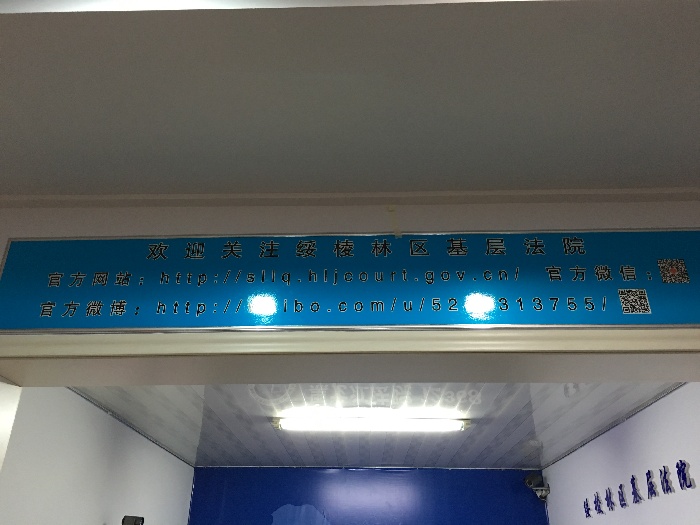 欢迎关注绥棱林区基层法院
官方网站：http://sllq.hljcourt.gov.cn/ 官方微信：
官方微博：http:// ibo.com/u/52 313755/
绥棱林区基层法院